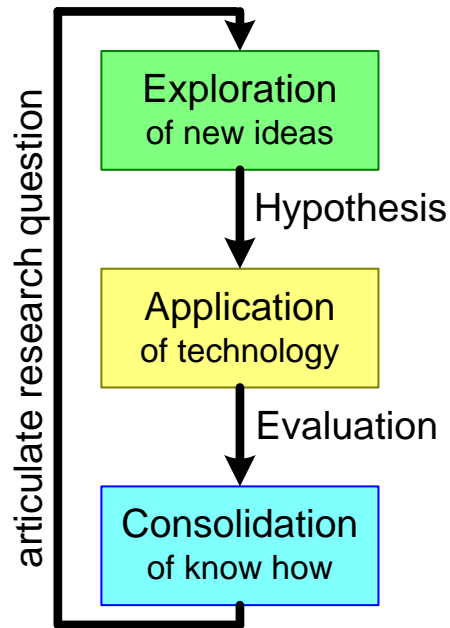 Exploration
of new ideas
Hypothesis
Application
of technology
Evaluation
Consolidation
of know how
articulate research question